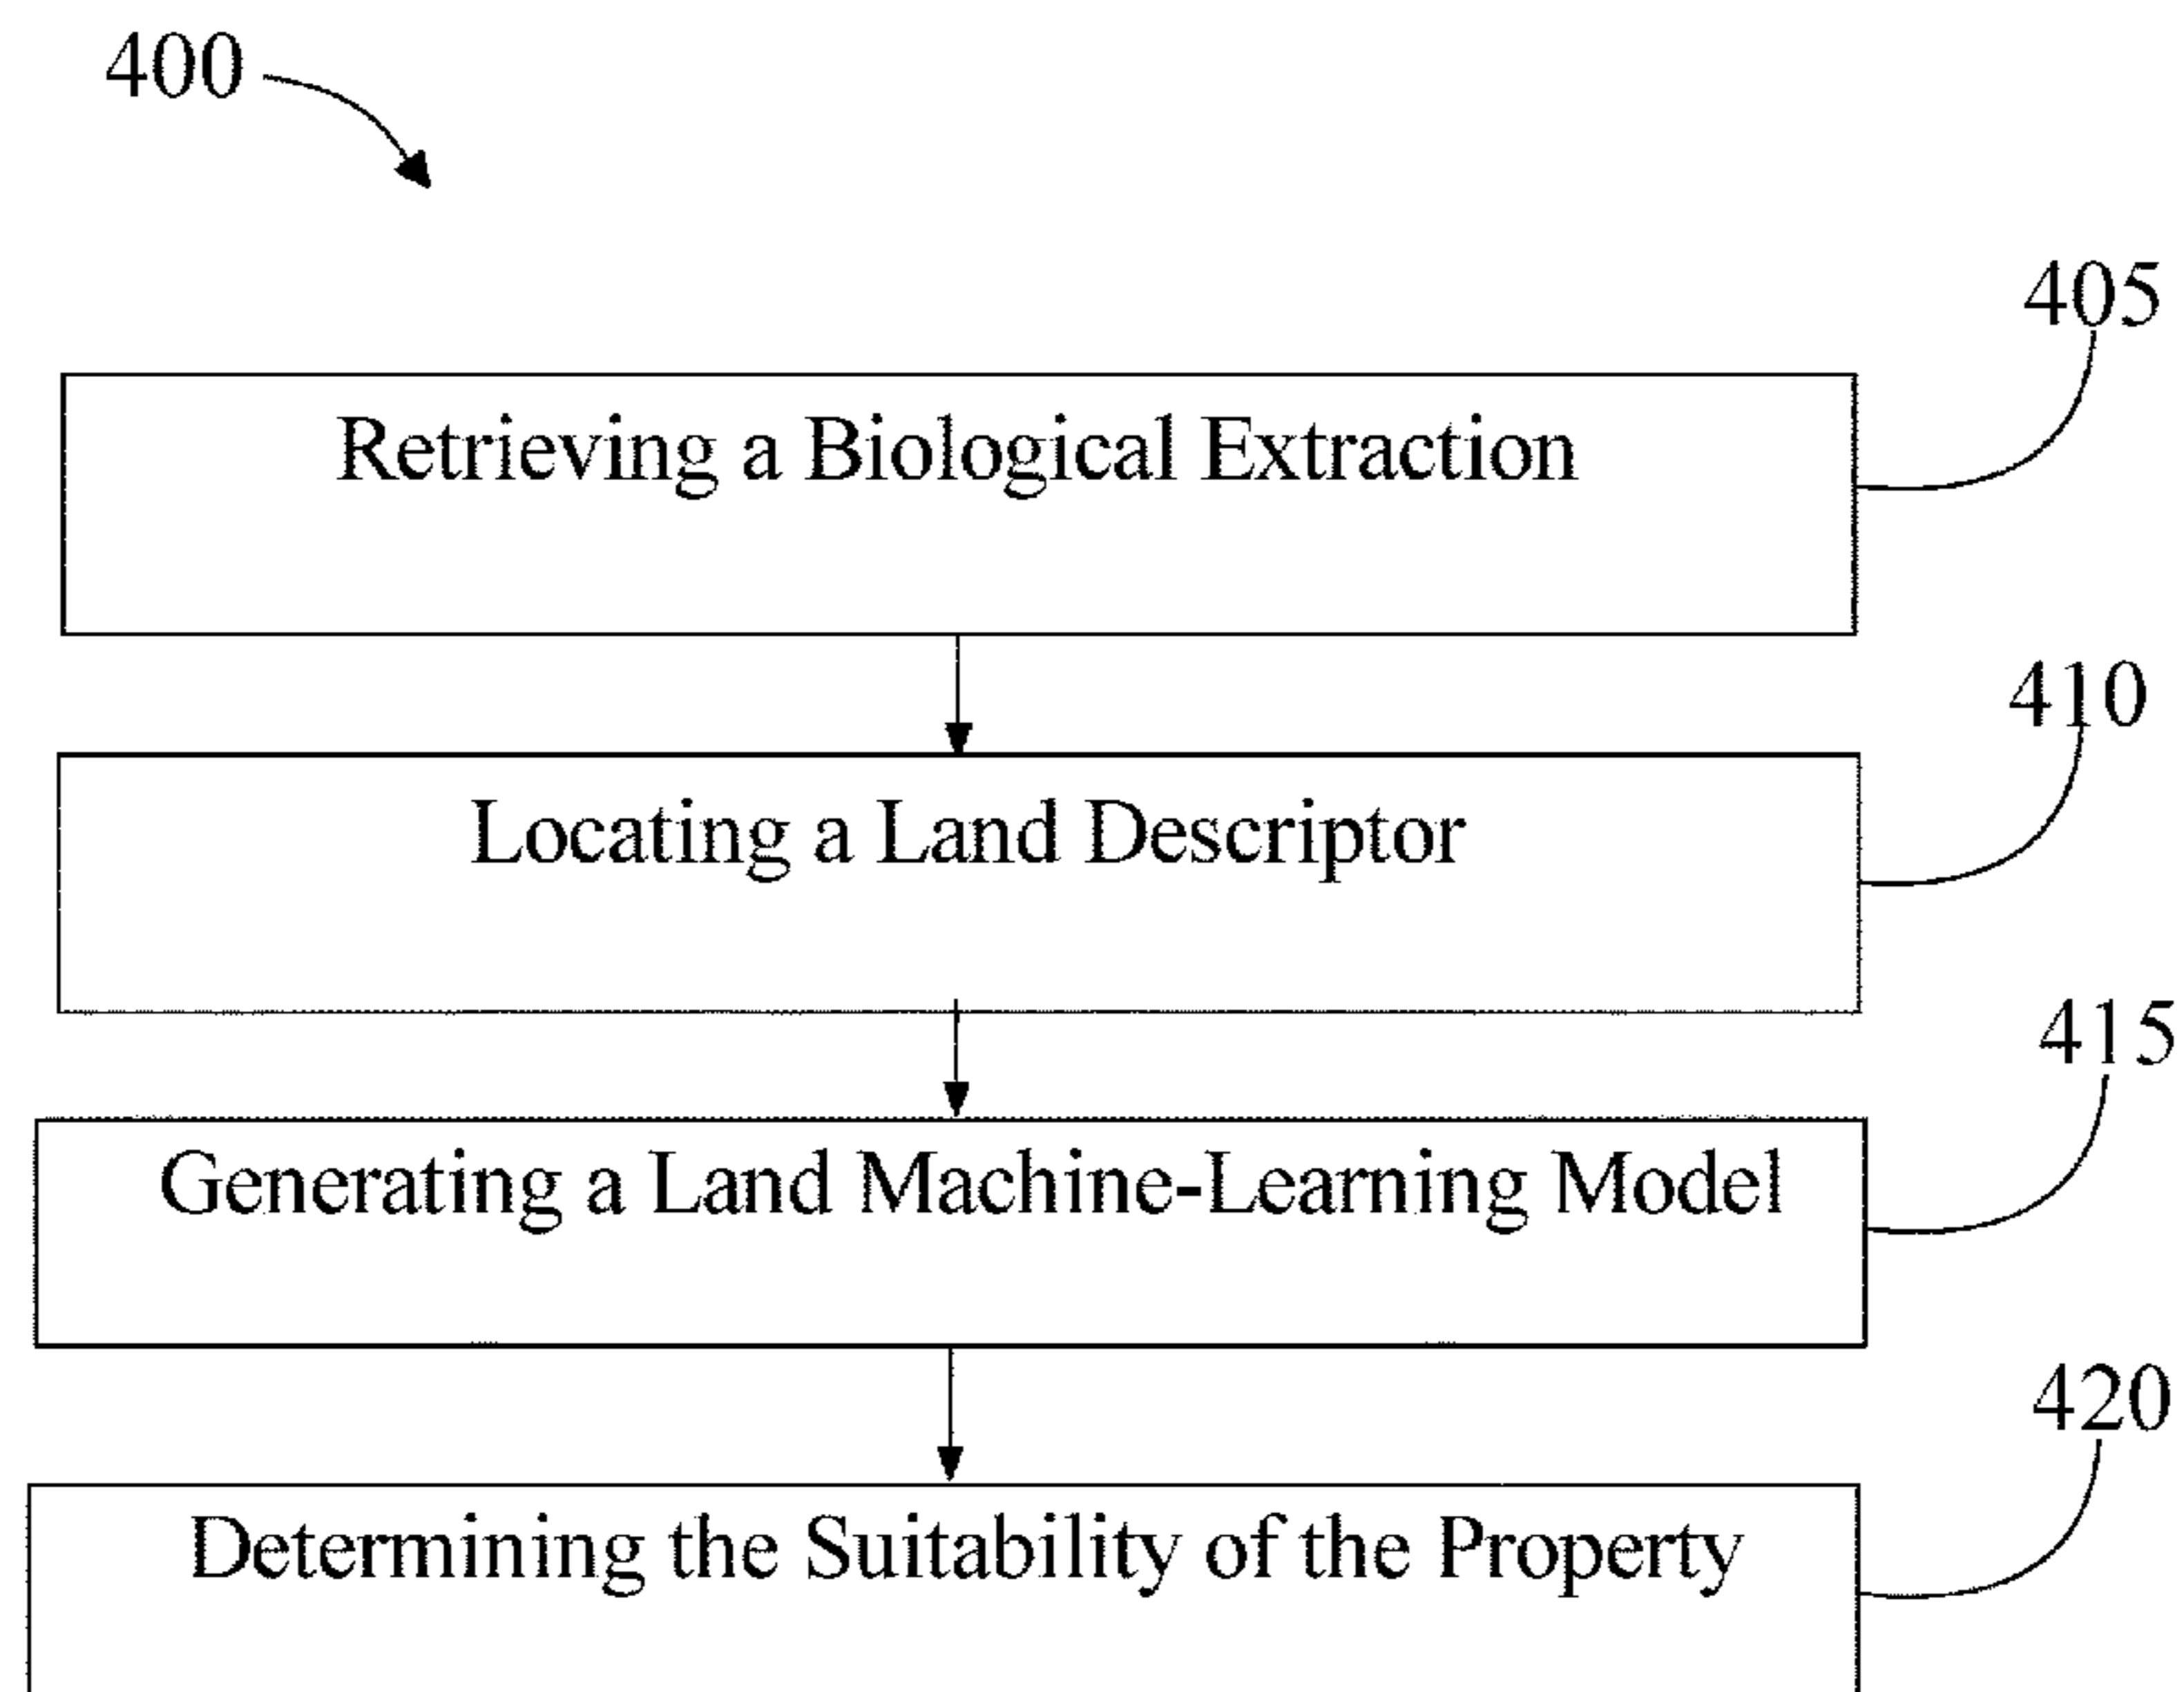 400
405
Retrieving a Biological Extraction
410
Locating a Land Descriptor
415
Generating a Land Machine-Learning Model
420
Determining the Suitability of the Property